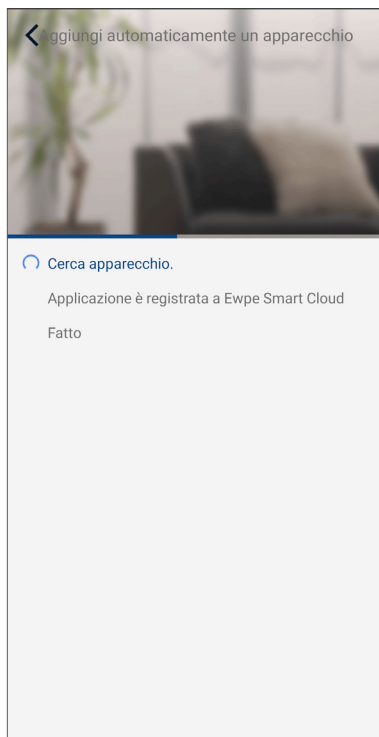 Aggiungi automaticamente un apparecchio
Cerca apparecchio.
Applicazione è registrata a Ewpe Smart Cloud
Fatto